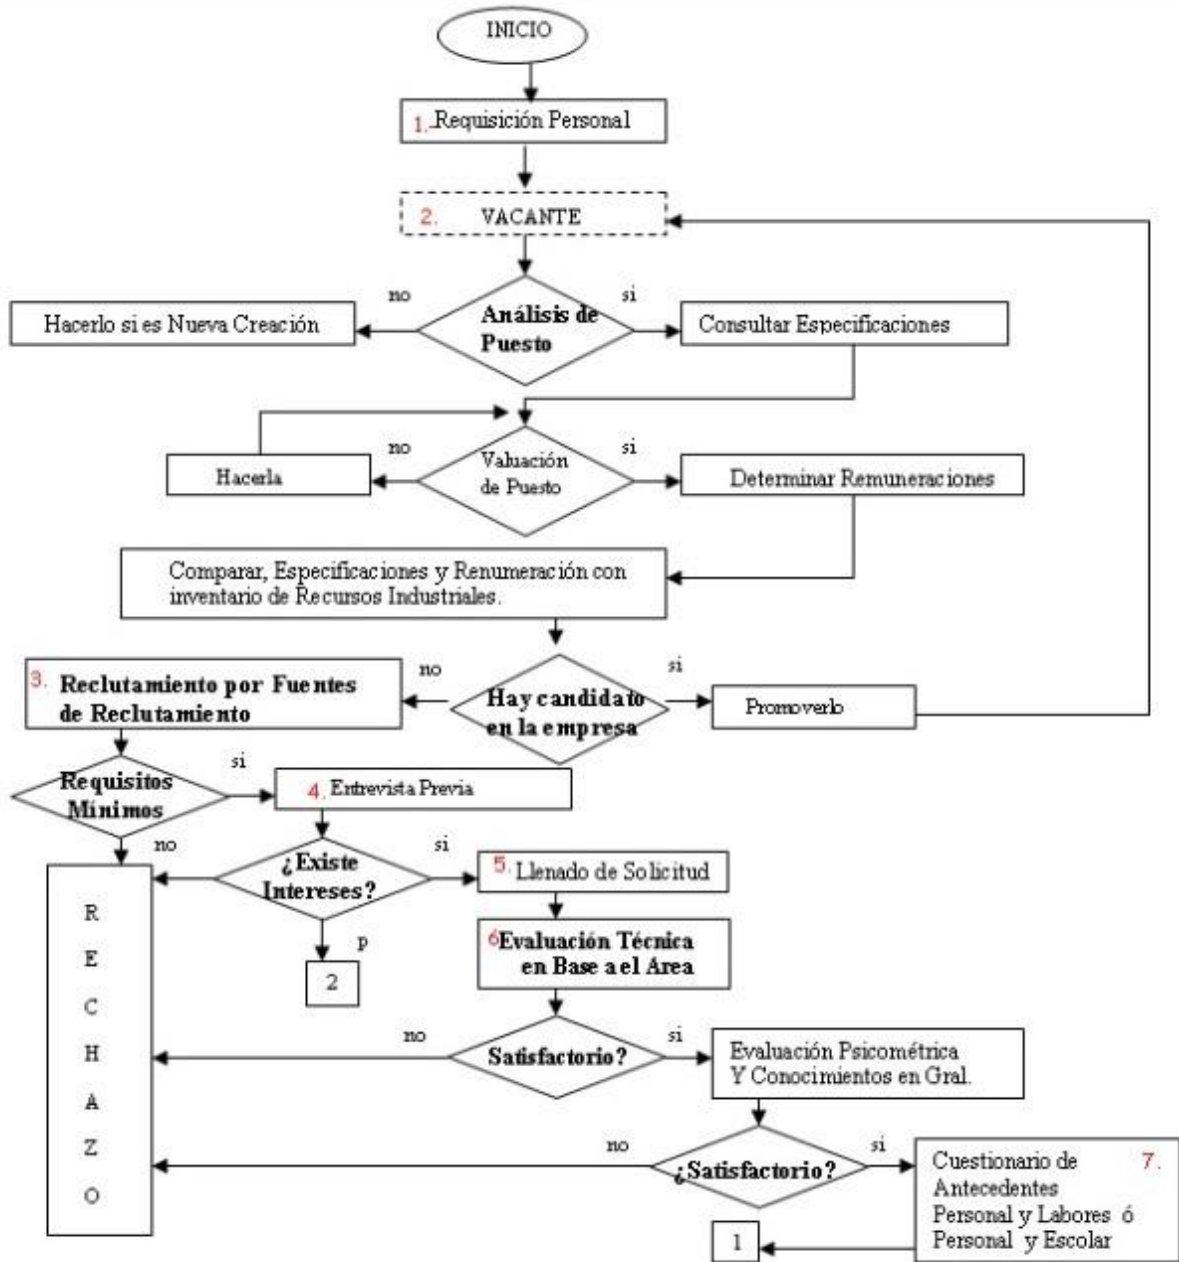 INICIO
1.-Requisición Personal
2. VACANTE
no
si
Hacerlo si es Nueva Creación
Análisis de
Puesto
Consultar Especificaciones
no
si
Hacerla
Valuación
de Puesto
Determinar Remuneraciones
Comparar, Especificaciones y Renumeración con
inventario de Recursos Industriales.
3. Reclutamiento por Fuentes
de Reclutamiento
no
si
Hay candidato
en la empresa
Promoverlo
Requisitos
Mínimos
si
4. Entrevista Previa
no
¿Existe
Intereses?
si
5. Llenado de Solicitud
p
2
6 Evaluación Técnica
en Base a el Area
R
E
C
H
A
Z
O
no
Satisfactorio?
si
Evaluación Psicométrica
Y Conocimientos en Gral.
no
¿Satisfactorio?
si
Cuestionario de 7.
Antecedentes
Personal y Labores ó
Personal y Escolar
1